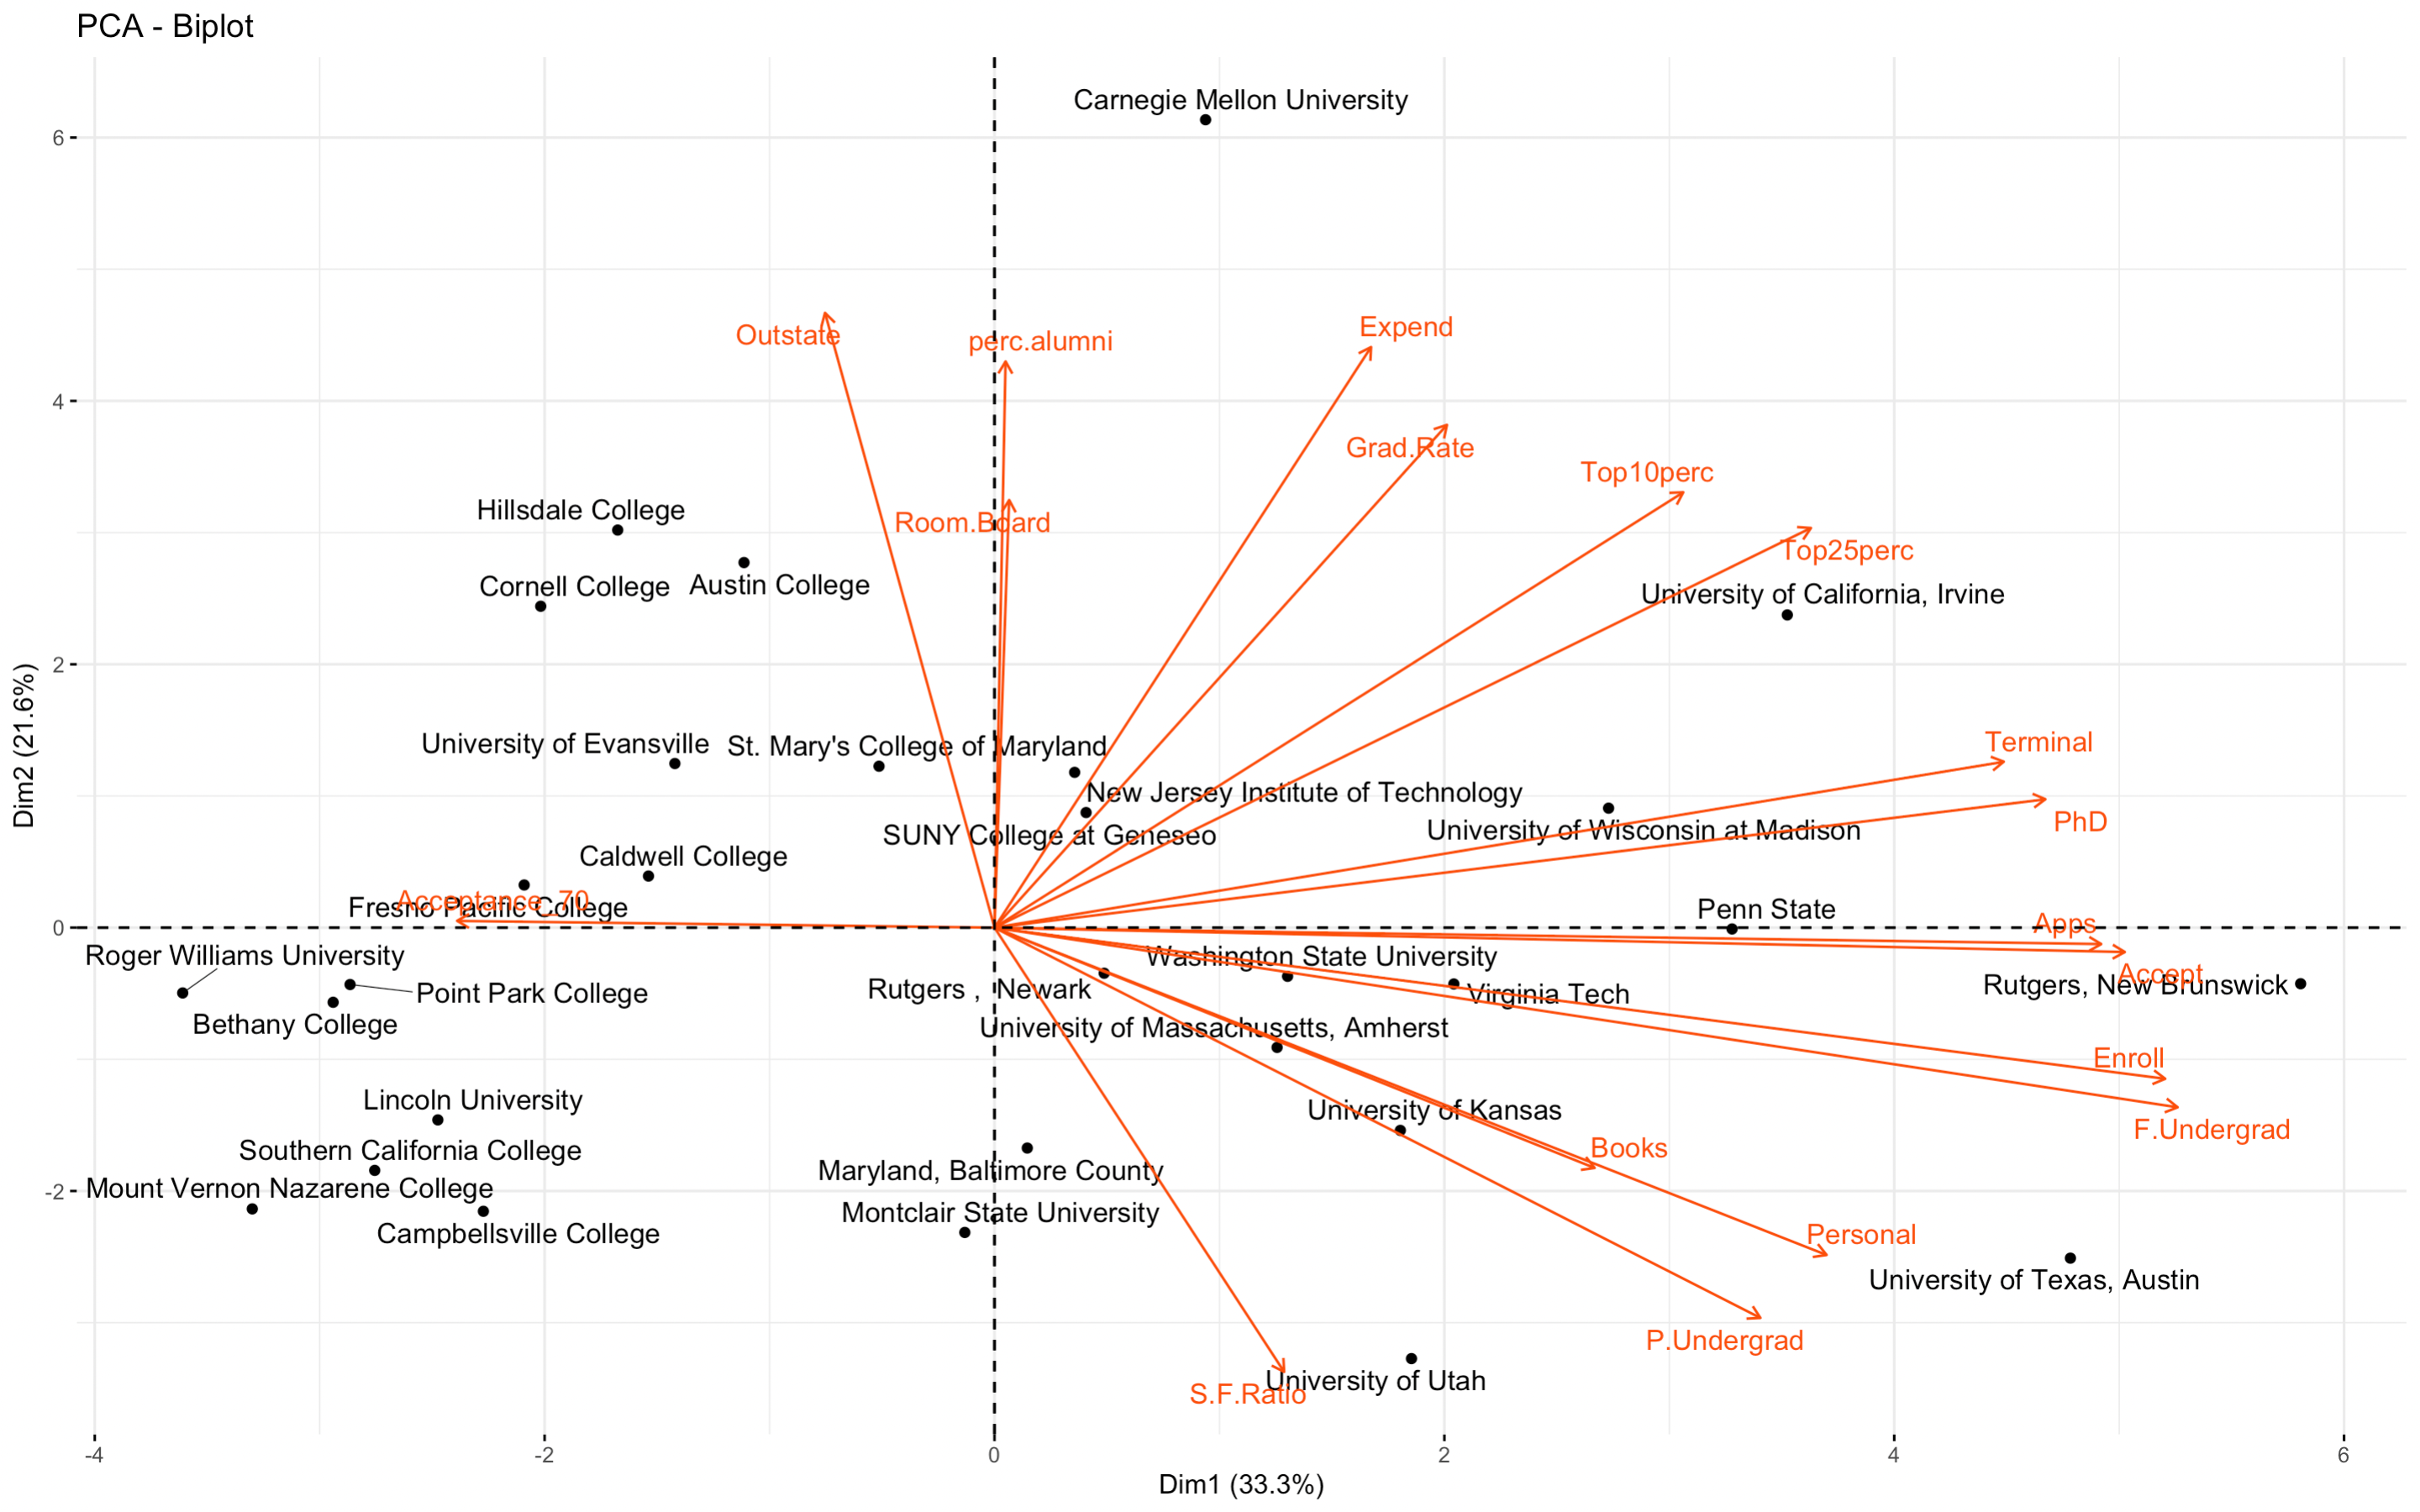 PCA - Biplot
Carnegie Mellon University
6
Expend
Outstate
perc.alumni
4
Grad.Rate
Top10perc
Hillsdale College
Room.Board
Top25perc
Cornell College
Austin College
University of California, Irvine
2
University of Evansville
St. Mary's College of Maryland
Terminal
New Jersey Institute of Technology
PhD
SUNY College at Geneseo
University of Wisconsin at Madison
Caldwell College
Acceptance_70
Fresno Pacific College
Penn State
0
Apps
Roger Williams University
Washington State University
Accept
Rutgers, New Brunswick
Rutgers , Newark
Point Park College
Virginia Tech
Bethany College
University of Massachusetts, Amherst
Enroll
Lincoln University
University of Kansas
F.Undergrad
Southern California College
Books
Maryland, Baltimore County
Mount Vernon Nazarene College
-2
Montclair State University
Campbellsville College
Personal
University of Texas, Austin
P.Undergrad
University of Utah
S.F.Ratio
-4
-2
0
2
4
6
Dim1 (33.3%)
Dim2 (21.6%)